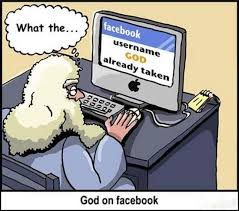 What the...
facebook
username
GOD
already taken
God on facebook